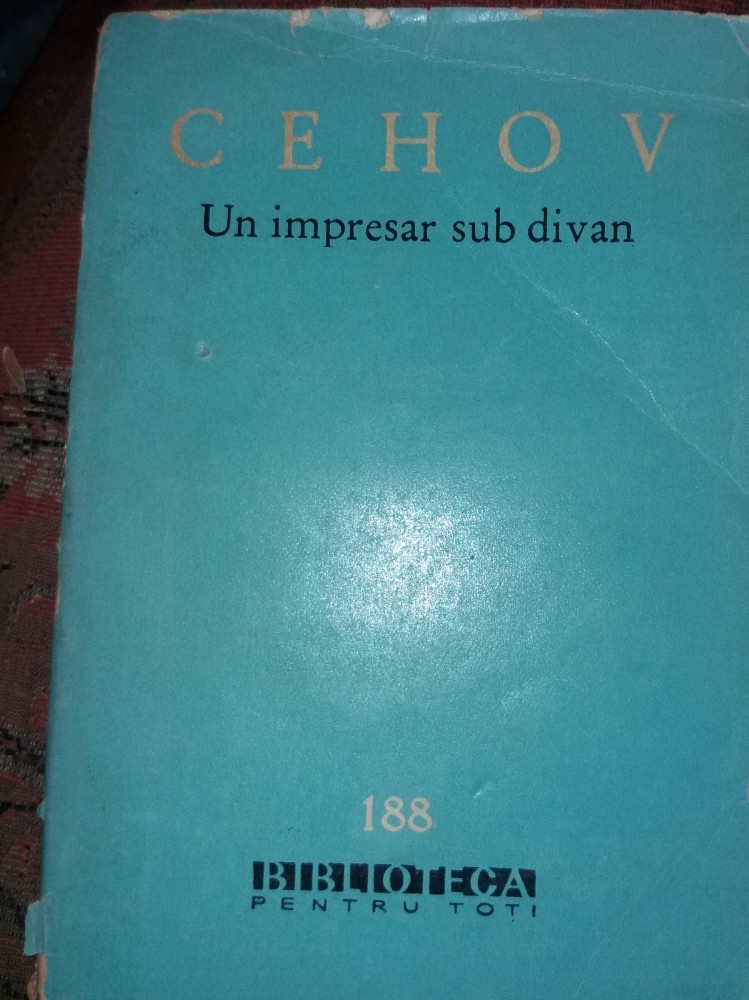 CEHOV
Un impresar sub divan
188
BIBLIOTECA
PENTRU TOȚI